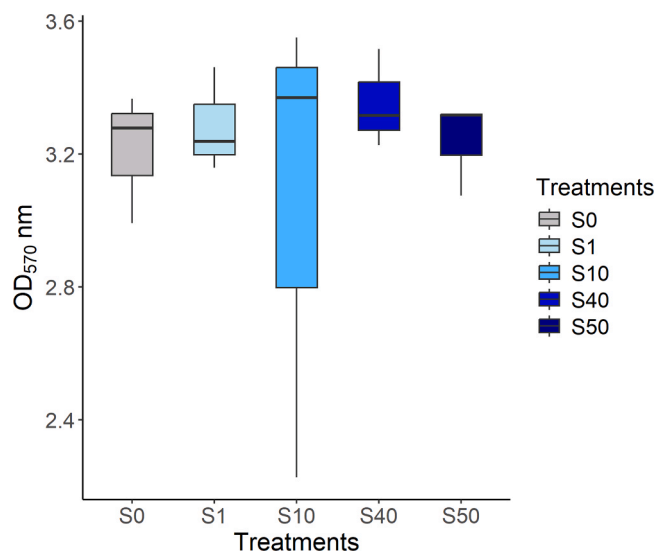 3.6
3.2
2.8
2.4
OD570 nm
S0 S1 S10 S40 S50
Treatments
Treatments
S0
S1
S10
S40
S50